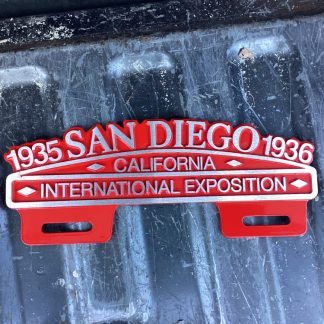 1935 SAN DIEGO 1936
CALIFORNIA
INTERNATIONAL EXPOSITION